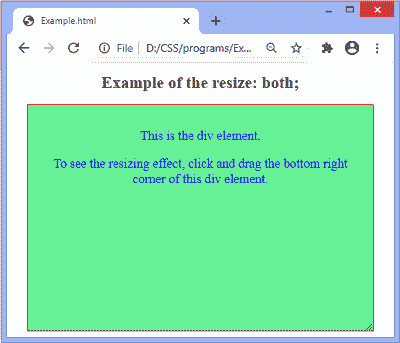 Example.html
File
D:/CSS/programs/Ex...
Example of the resize: both;
This is the div element.
To see the resizing effect, click and drag the bottom right
corner of this div element.